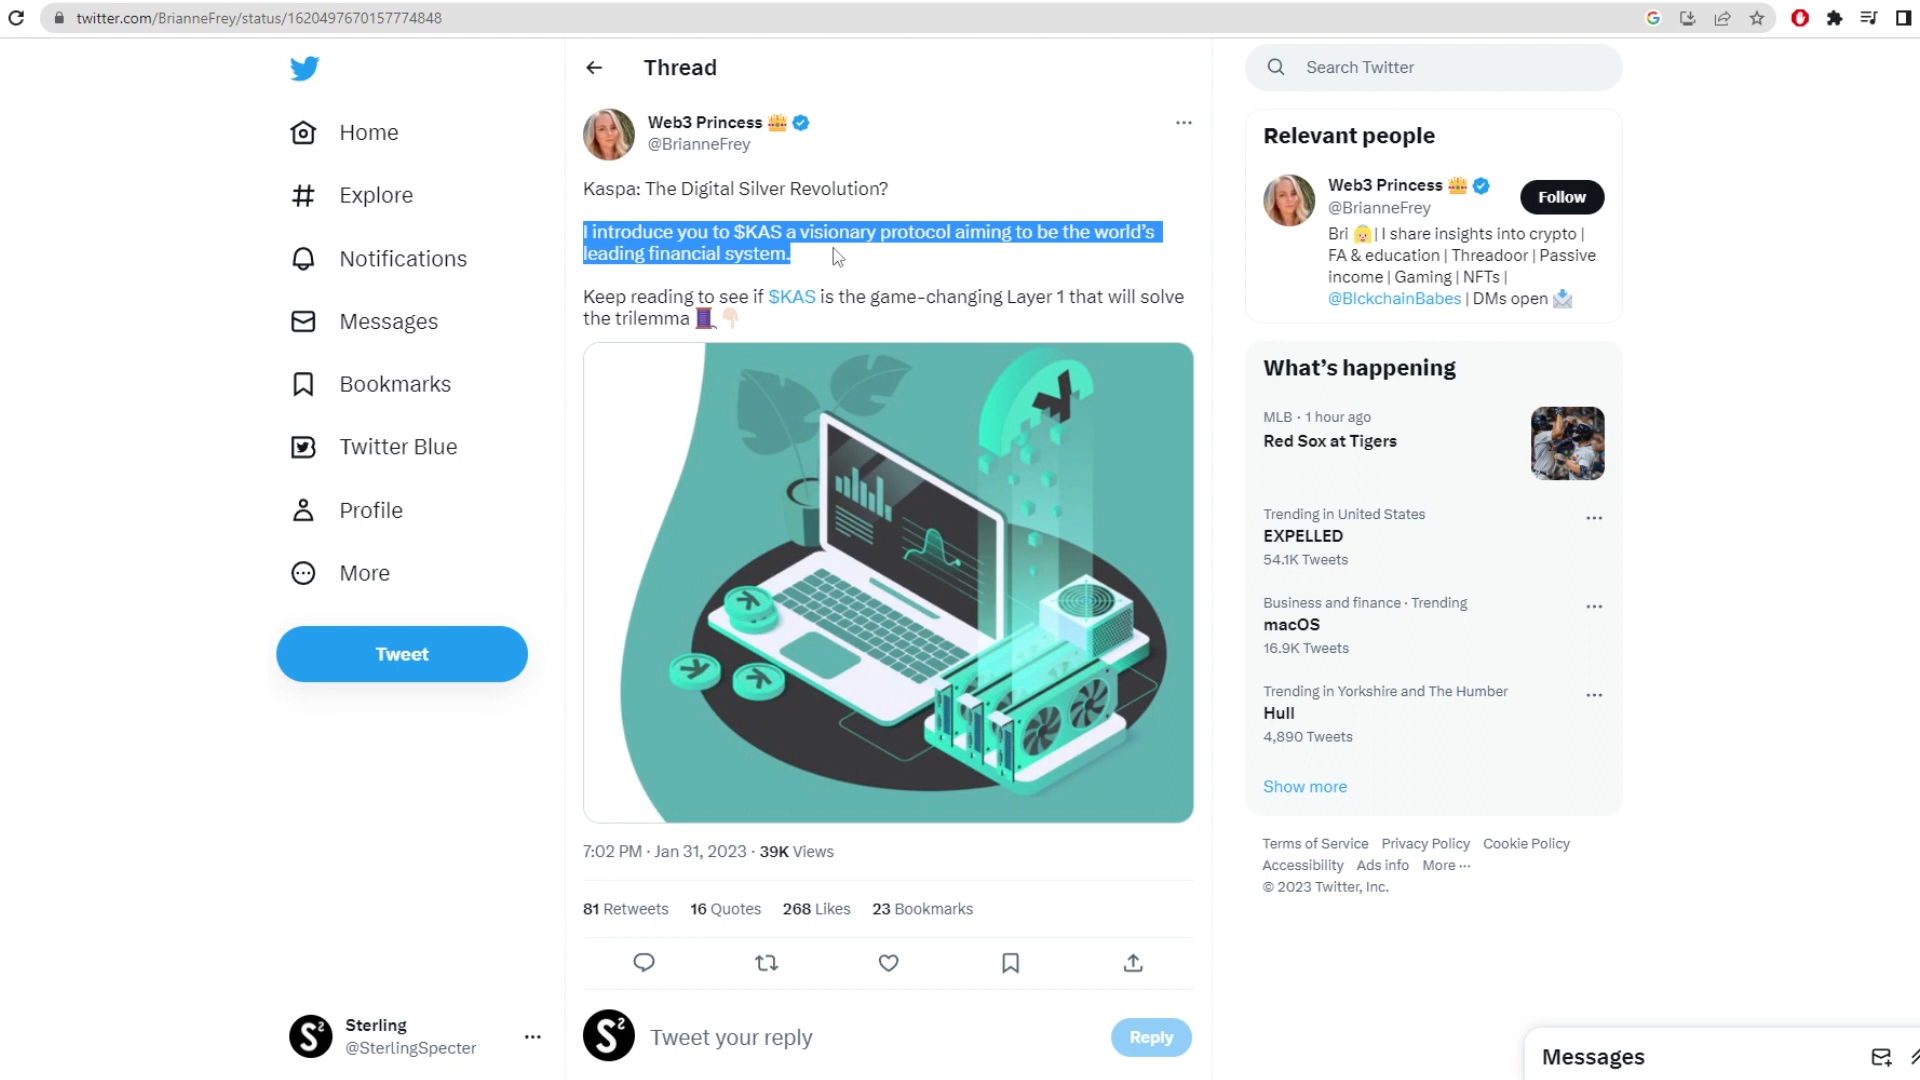 twitter.com/BrianneFrey/status/1620497670157774848
Home
Explore
Notifications
Messages
Bookmarks
Twitter Blue
Profile
More
Tweet
Sterling
@SterlingSpecter
Thread
Web3 Princess
@BrianneFrey
Kaspa: The Digital Silver Revolution?
I introduce you to $KAS a visionary protocol aiming to be the world’s
leading financial system.
Keep reading to see if $KAS is the game-changing Layer 1 that will solve
the trilemma
7:02 PM · Jan 31, 2023 · 39K Views
81 Retweets 16 Quotes 268 Likes 23 Bookmarks
Tweet your reply
Reply
Search Twitter
Relevant people
Web3 Princess
@BrianneFrey
Follow
Bri | I share insights into crypto |
FA & education | Threadoor | Passive
income | Gaming | NFTs |
@BlckchainBabes | DMs open
What’s happening
MLB · 1 hour ago
Red Sox at Tigers
Trending in United States
EXPELLED
54.1K Tweets
Business and finance · Trending
macOS
16.9K Tweets
Trending in Yorkshire and The Humber
Hull
4,890 Tweets
Show more
Terms of Service Privacy Policy Cookie Policy
Accessibility Ads info More ···
© 2023 Twitter, Inc.
Messages